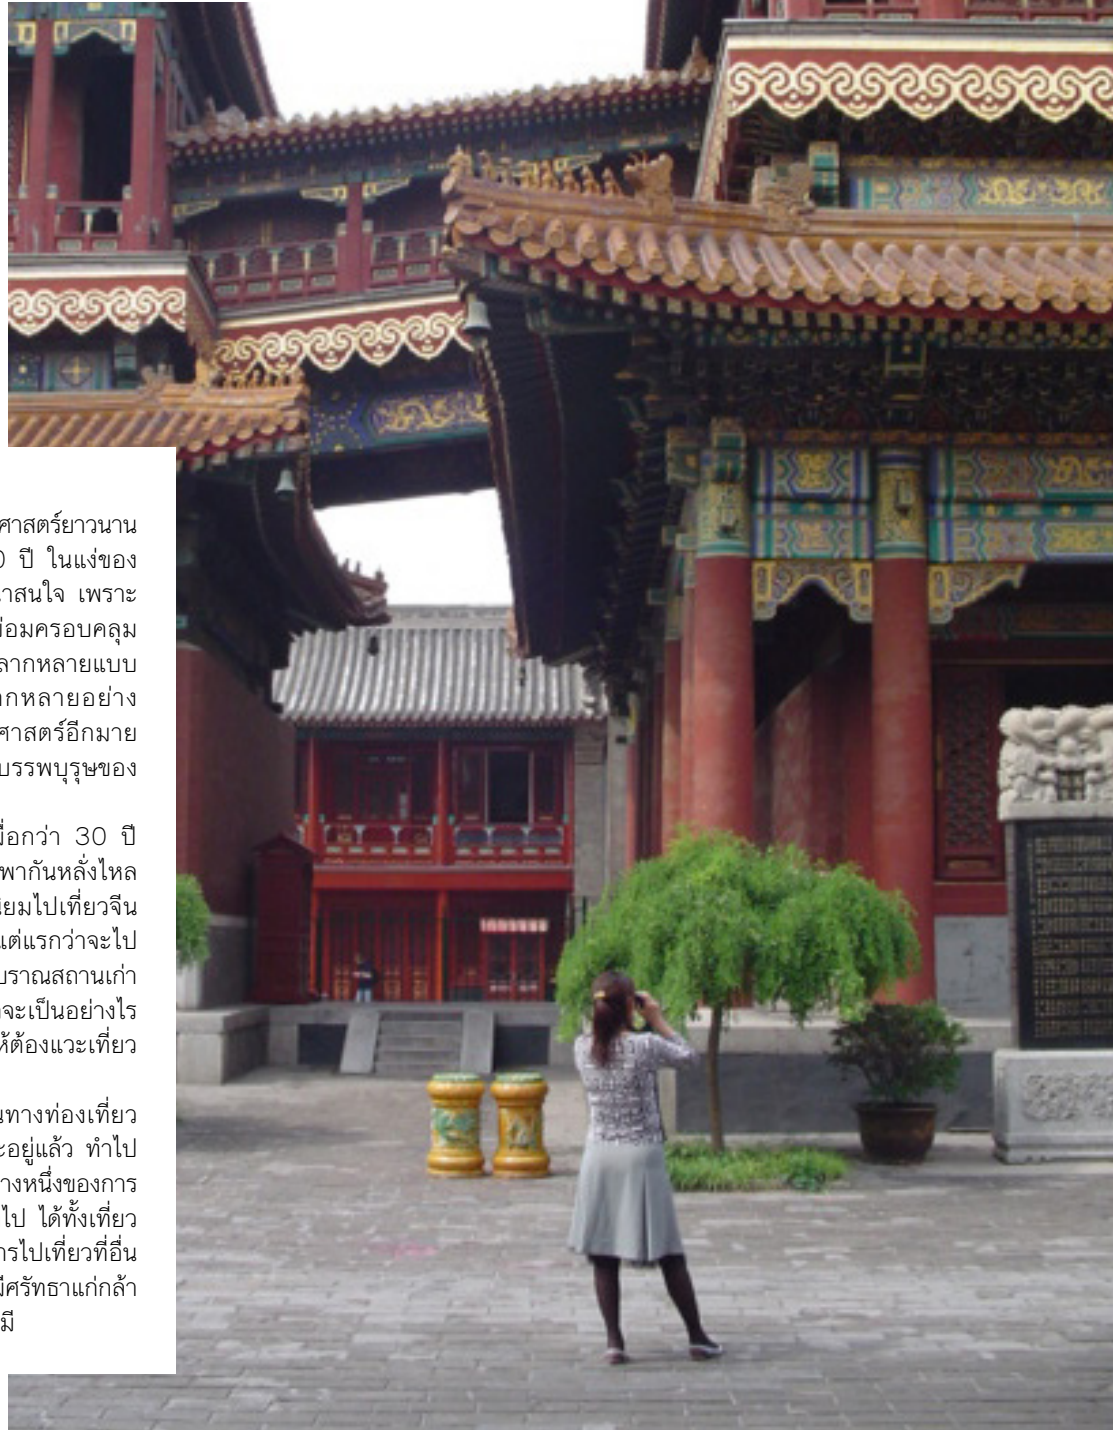 ศาสตร์ยาวนาน
0 ปี ในแง่ของ
าสนใจ เพราะ
ย่อมครอบคลุม
ลากหลายแบบ
ากหลายอย่าง
ศาสตร์อีกมาย
บรรพบุรุษของ
มื่อกว่า 30 ปี
พากันหลั่งไหล
นิยมไปเที่ยวจีน
แต่แรกว่าจะไป
บราณสถานเก่า
จะเป็นอย่างไร
ห้ต้องแวะเที่ยว
นทางท่องเที่ยว
ะอยู่แล้ว ทำไป
างหนึ่งของการ
ไป ได้ทั้งเที่ยว
ารไปเที่ยวที่อื่น
มีศรัทธาแก่กล้า
มี